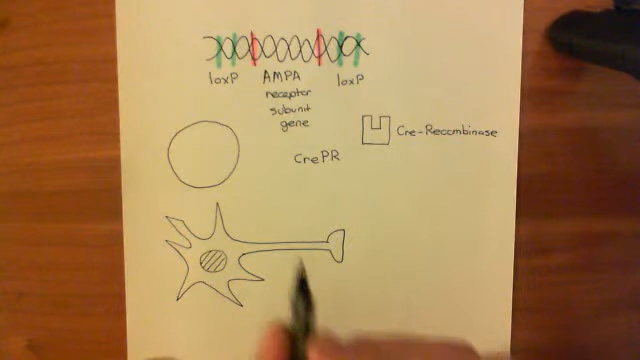 loxP AMPA loxP
receptor
subunit
gene
Cre-Recombinase
CrePR